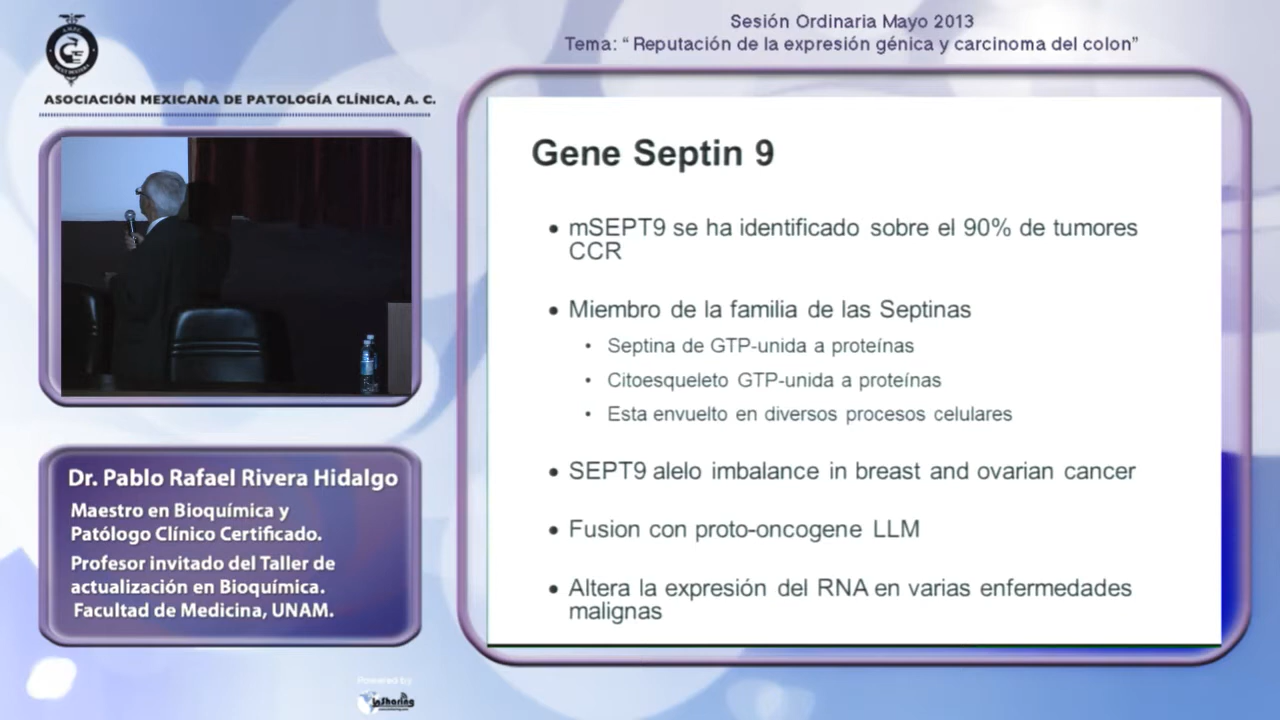 Sesión Ordinaria Mayo 2013
Tema: “ Reputación de la expresión génica y carcinoma del colon”
ASOCIACIÓN MEXICANA DE PATOLOGÍA CLÍNICA, A. C.
Gene Septin 9
• mSEPT9 se ha identificado sobre el 90% de tumores
CCR
• Miembro de la familia de las Septinas
• Septina de GTP-unida a proteínas
• Citoesqueleto GTP-unida a proteínas
• Esta envuelto en diversos procesos celulares
• SEPT9 alelo imbalance in breast and ovarian cancer
• Fusion con proto-oncogene LLM
• Altera la expresión del RNA en varias enfermedades
malignas
Dr. Pablo Rafael Rivera Hidalgo
Maestro en Bioquímica y
Patólogo Clínico Certificado.
Profesor invitado del Taller de
actualización en Bioquímica.
Facultad de Medicina, UNAM.
Powered by
InSharing